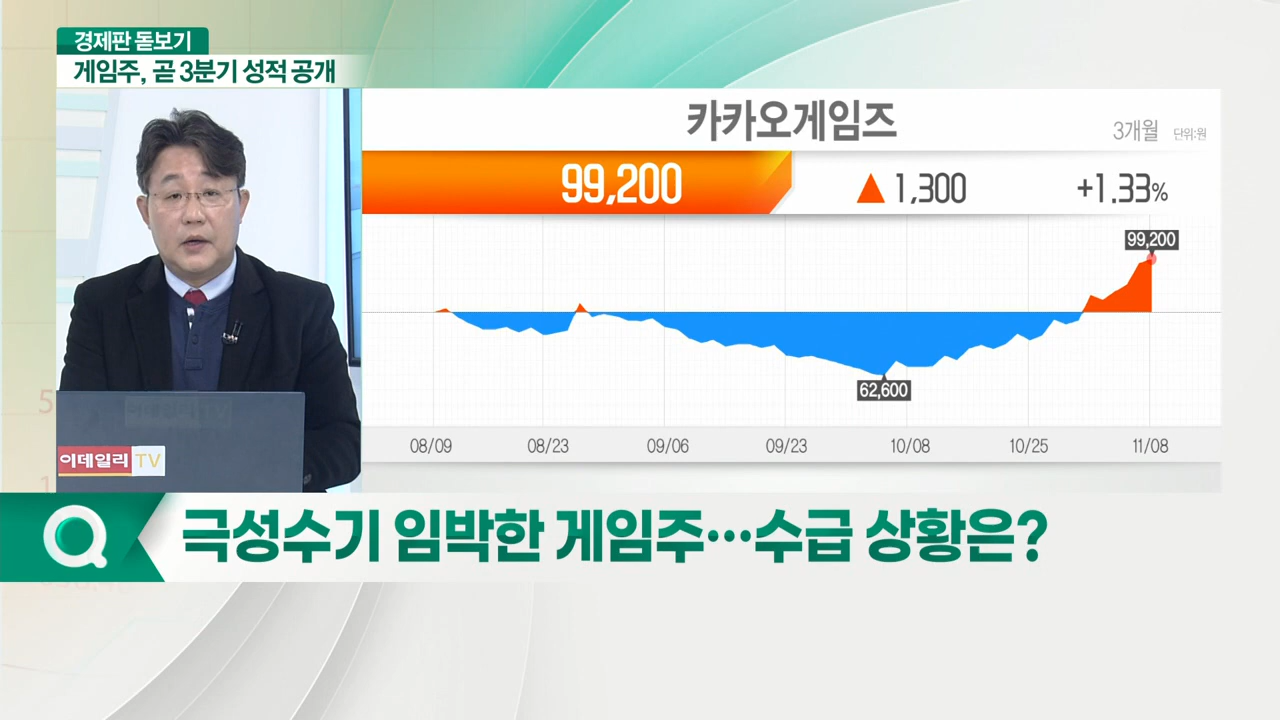 경제판 돋보기
게임주, 곧 3분기 성적 공개
카카오게임즈
3개월 단위:원
99,200 ▲ 1,300 +1.33%
99,200
62,600
08/09 08/23 09/06 09/23 10/08 10/25 11/08
이데일리 TV
Q 극성수기 임박한 게임주…수급 상황은?